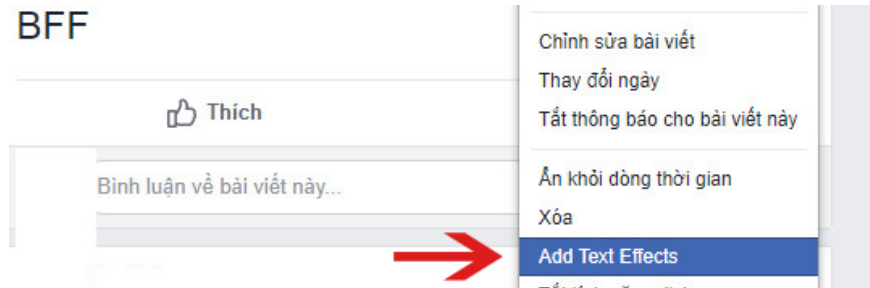 BFF
Thích
Bình luận về bài viết này...
Chỉnh sửa bài viết
Thay đổi ngày
Tắt thông báo cho bài viết này
Ẩn khỏi dòng thời gian
Xóa
Add Text Effects